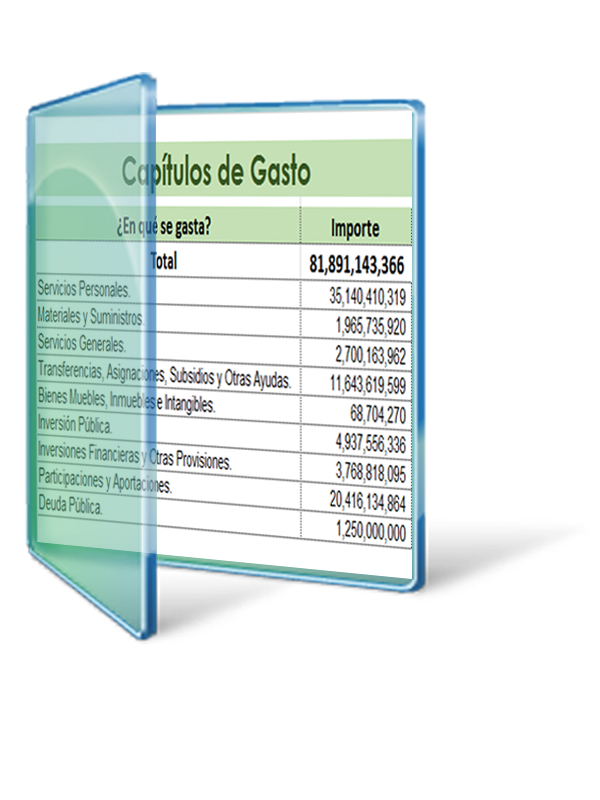 Capítulos de Gasto
¿En qué se gasta? Importe
Total 81,891,143,366
Servicios Personales. 35,140,410,319
Materiales y Suministros. 1,965,735,920
Servicios Generales. 2,700,163,962
Transferencias, Asignaciones, Subsidios y Otras Ayudas. 11,643,619,599
Bienes Muebles, Inmuebles e Intangibles. 68,704,270
Inversión Pública. 4,937,556,336
Inversiones Financieras y Otras Provisiones. 3,768,818,095
Participaciones y Aportaciones. 20,416,134,864
Deuda Pública. 1,250,000,000